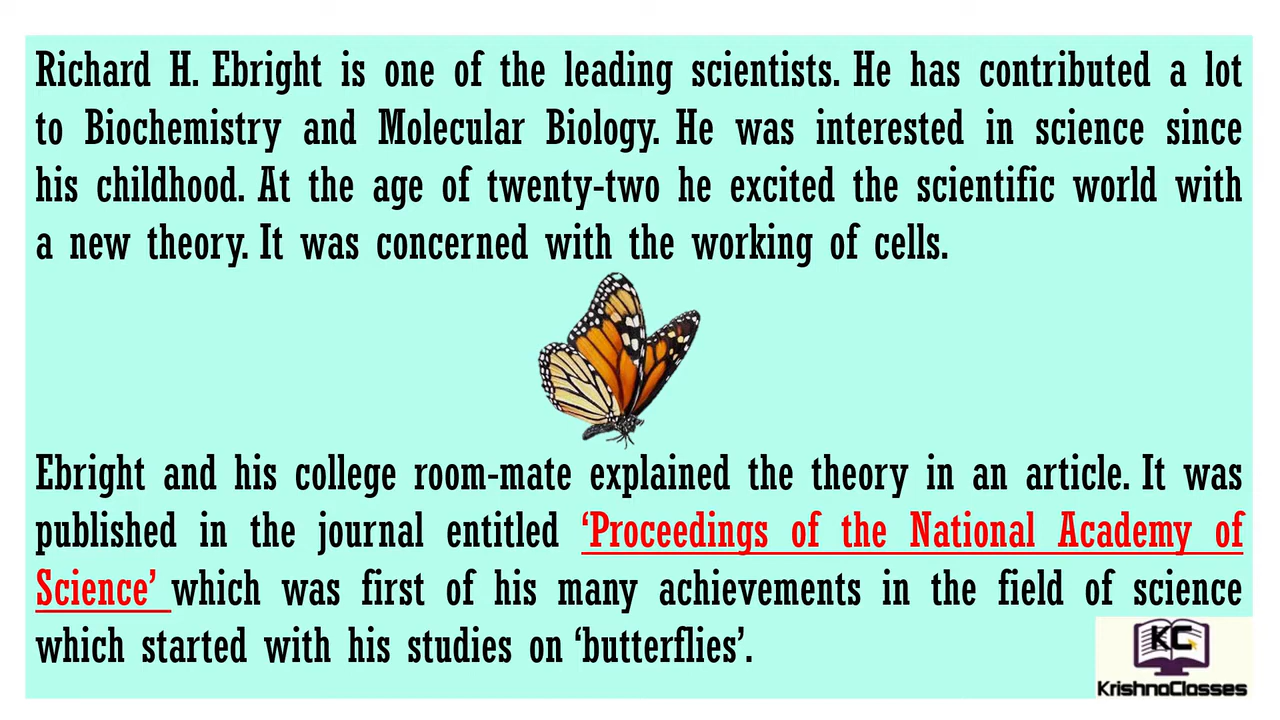 Richard H. Ebright is one of the leading scientists. He has contributed a lot
to Biochemistry and Molecular Biology. He was interested in science since
his childhood. At the age of twenty-two he excited the scientific world with
a new theory. It was concerned with the working of cells.
Ebright and his college room-mate explained the theory in an article. It was
published in the journal entitled ‘Proceedings of the National Academy of
Science’ which was first of his many achievements in the field of science
which started with his studies on ‘butterflies’.
KC
KrishnaClasses